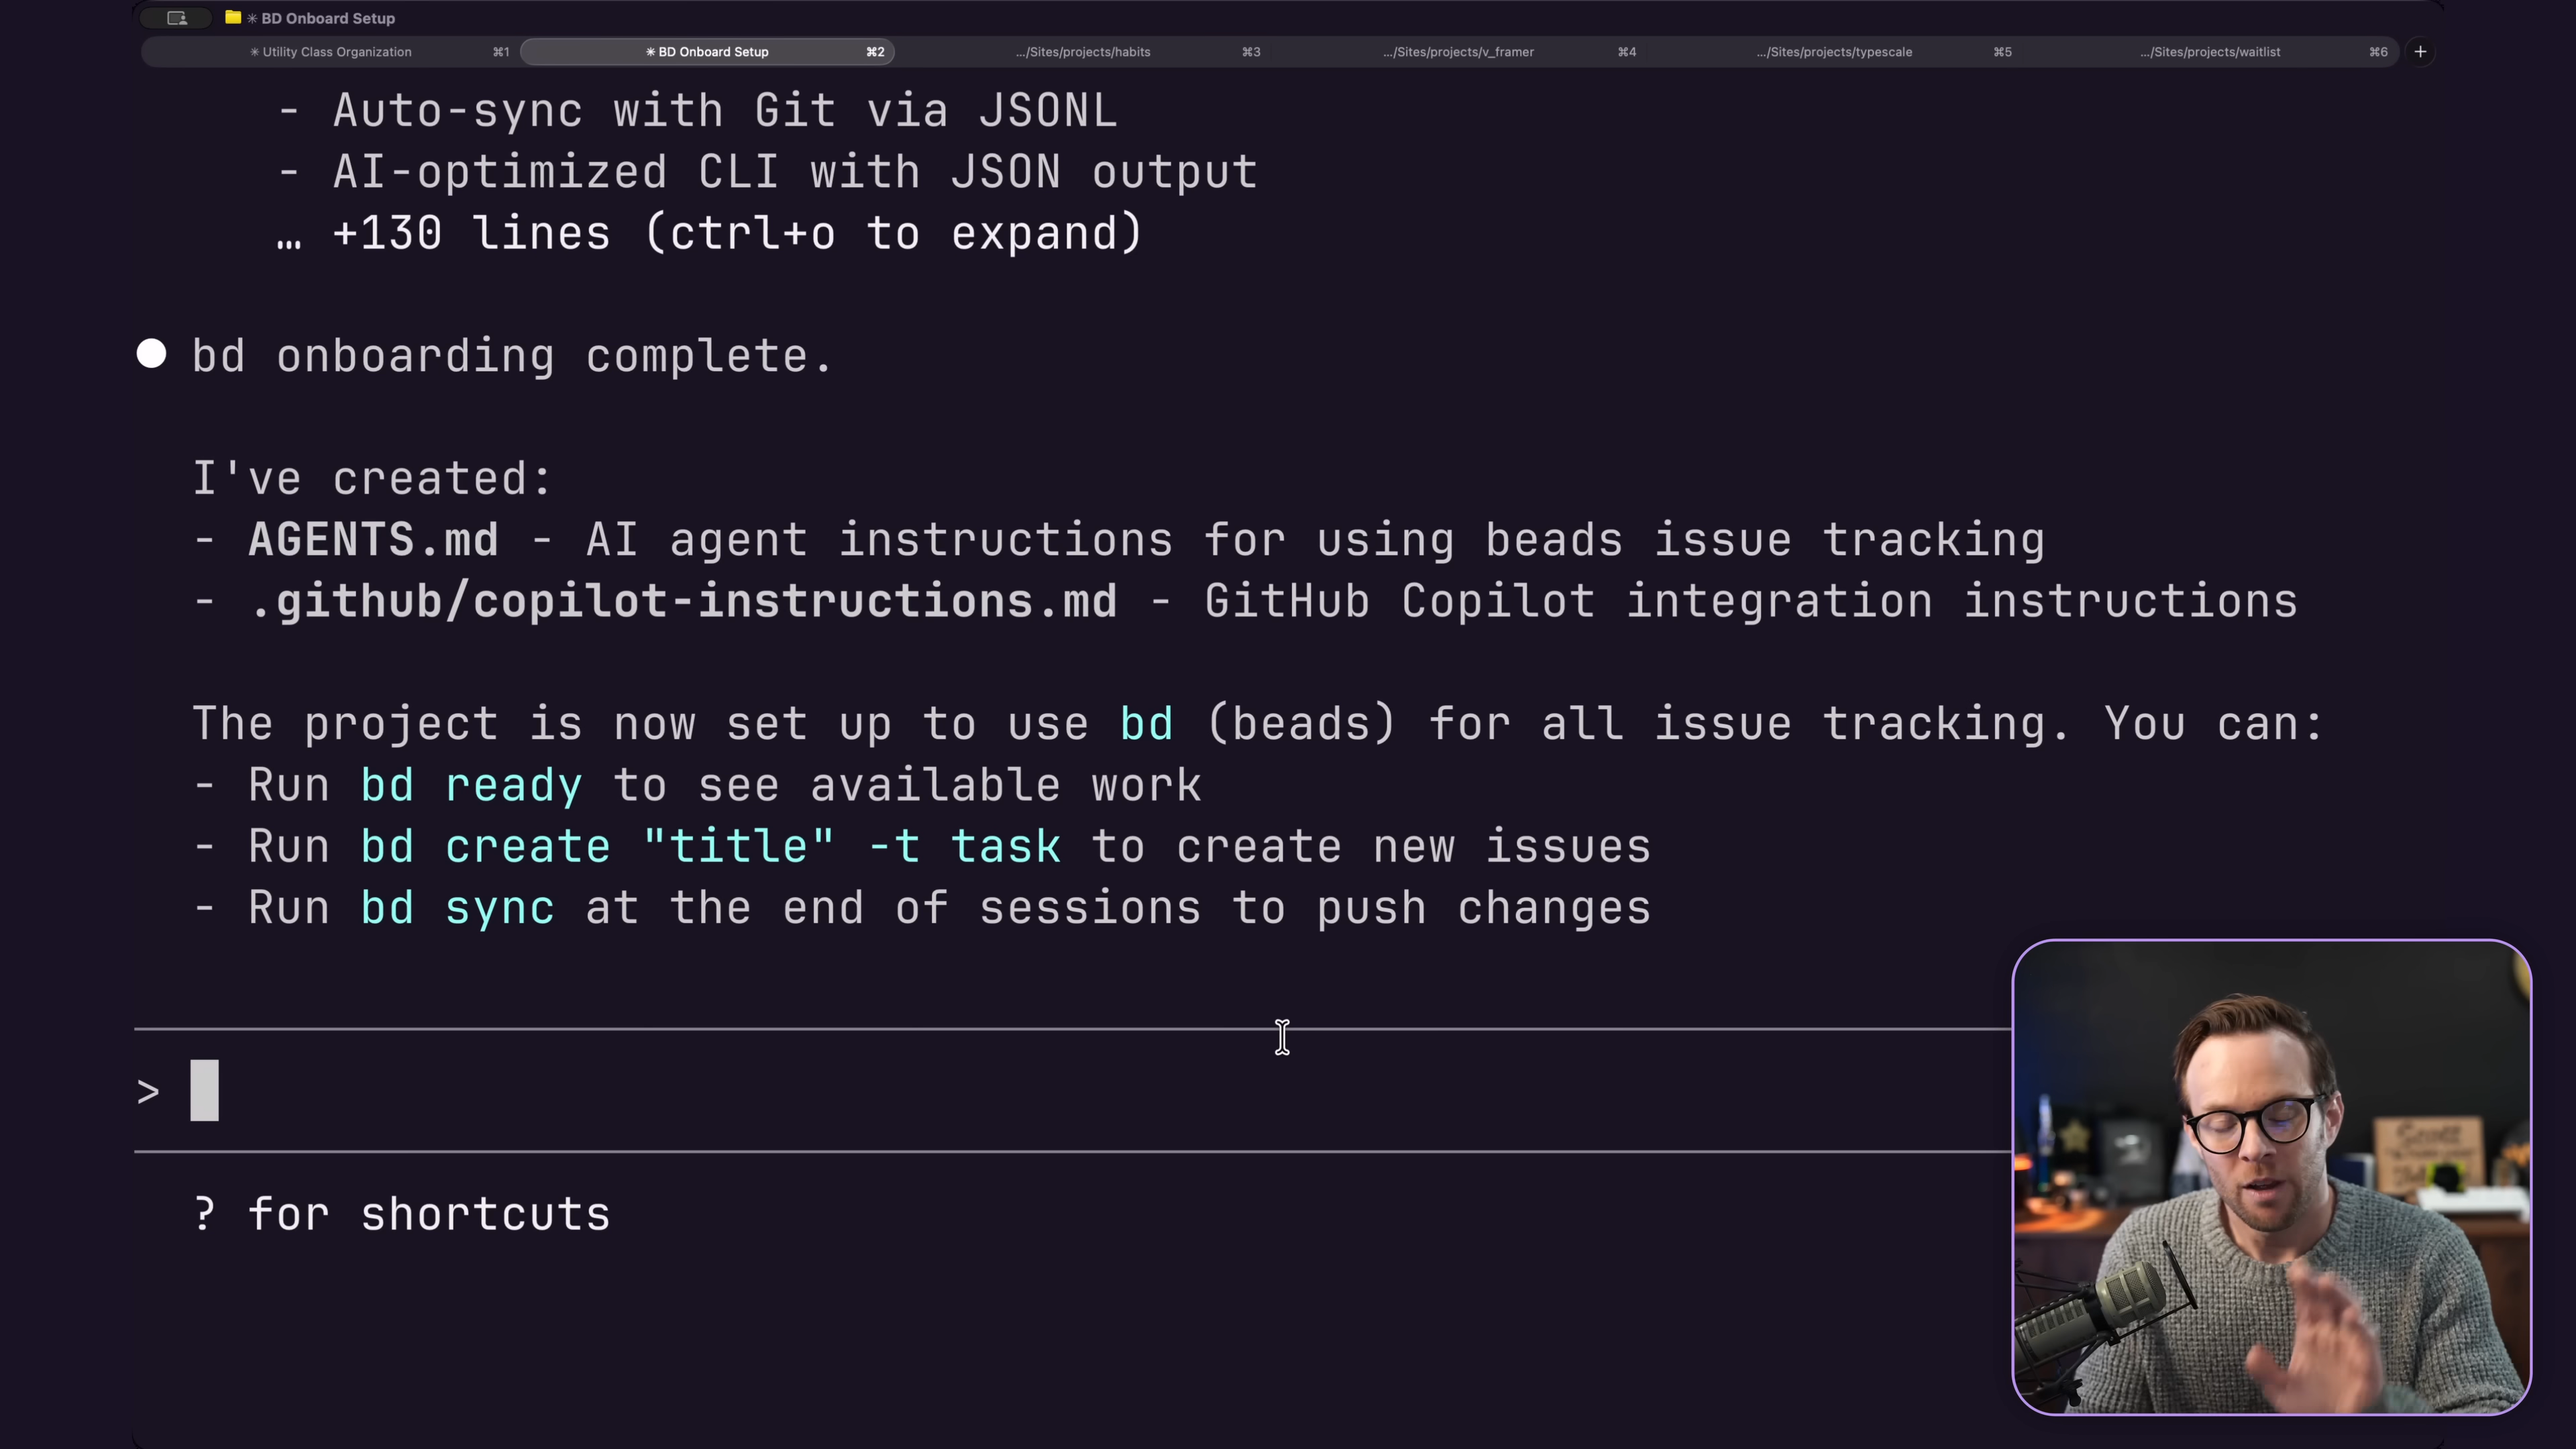 ✳ BD Onboard Setup
✳ Utility Class Organization ⌘1
✳ BD Onboard Setup ⌘2
.../Sites/projects/habits ⌘3
.../Sites/projects/v_framer ⌘4
.../Sites/projects/typescale ⌘5
.../Sites/projects/waitlist ⌘6
+
- Auto-sync with Git via JSONL
- AI-optimized CLI with JSON output
… +130 lines (ctrl+o to expand)
bd onboarding complete.
I've created:
- AGENTS.md - AI agent instructions for using beads issue tracking
- .github/copilot-instructions.md - GitHub Copilot integration instructions
The project is now set up to use bd (beads) for all issue tracking. You can:
- Run bd ready to see available work
- Run bd create "title" -t task to create new issues
- Run bd sync at the end of sessions to push changes
>
? for shortcuts